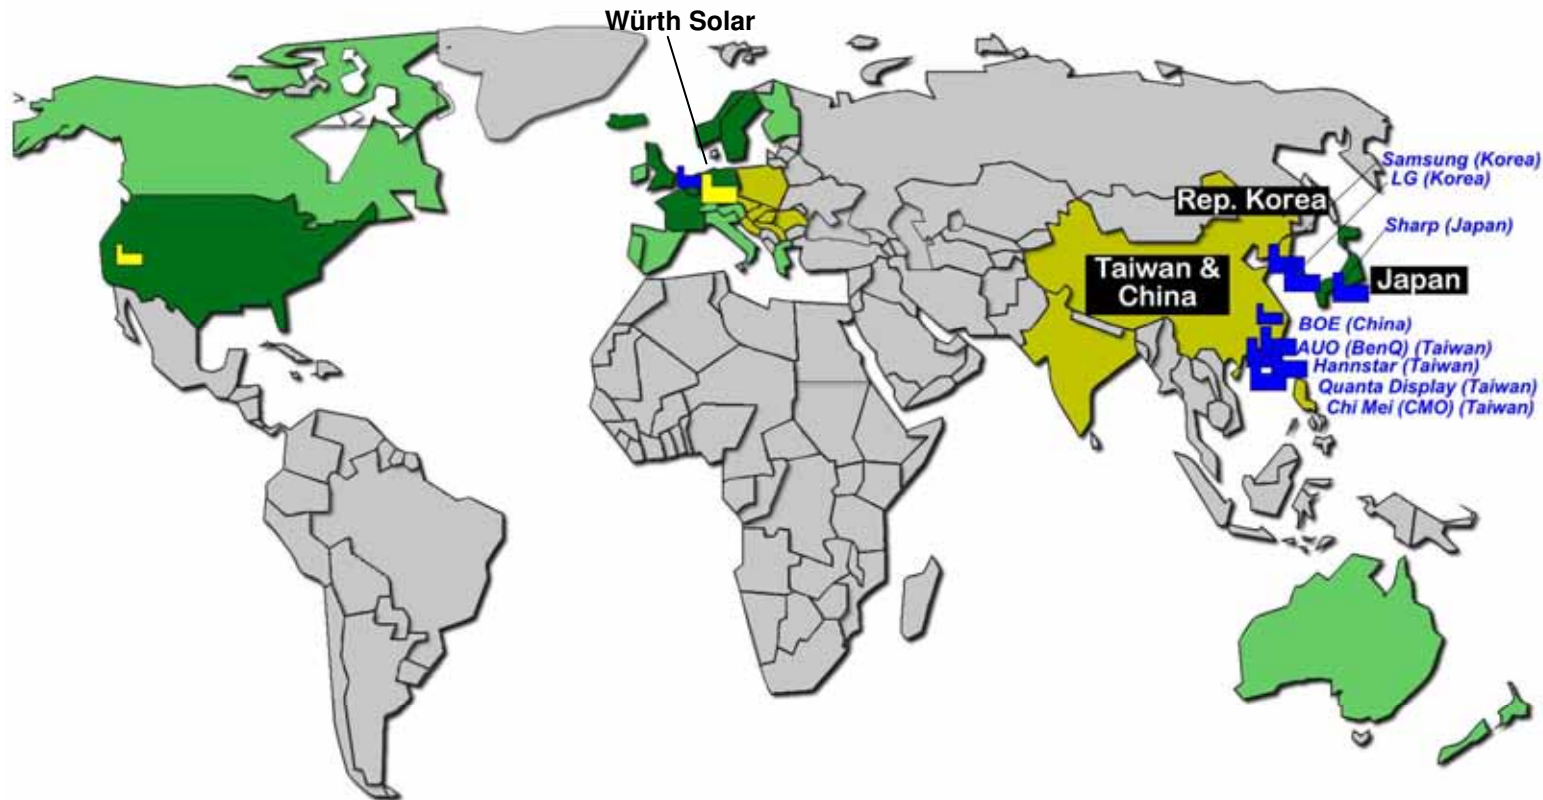 Würth Solar
Samsung (Korea)
LG (Korea)
Rep. Korea
Sharp (Japan)
Taiwan &
China
Japan
BOE (China)
AUO (BenQ) (Taiwan)
Hannstar (Taiwan)
Quanta Display (Taiwan)
Chi Mei (CMO) (Taiwan)